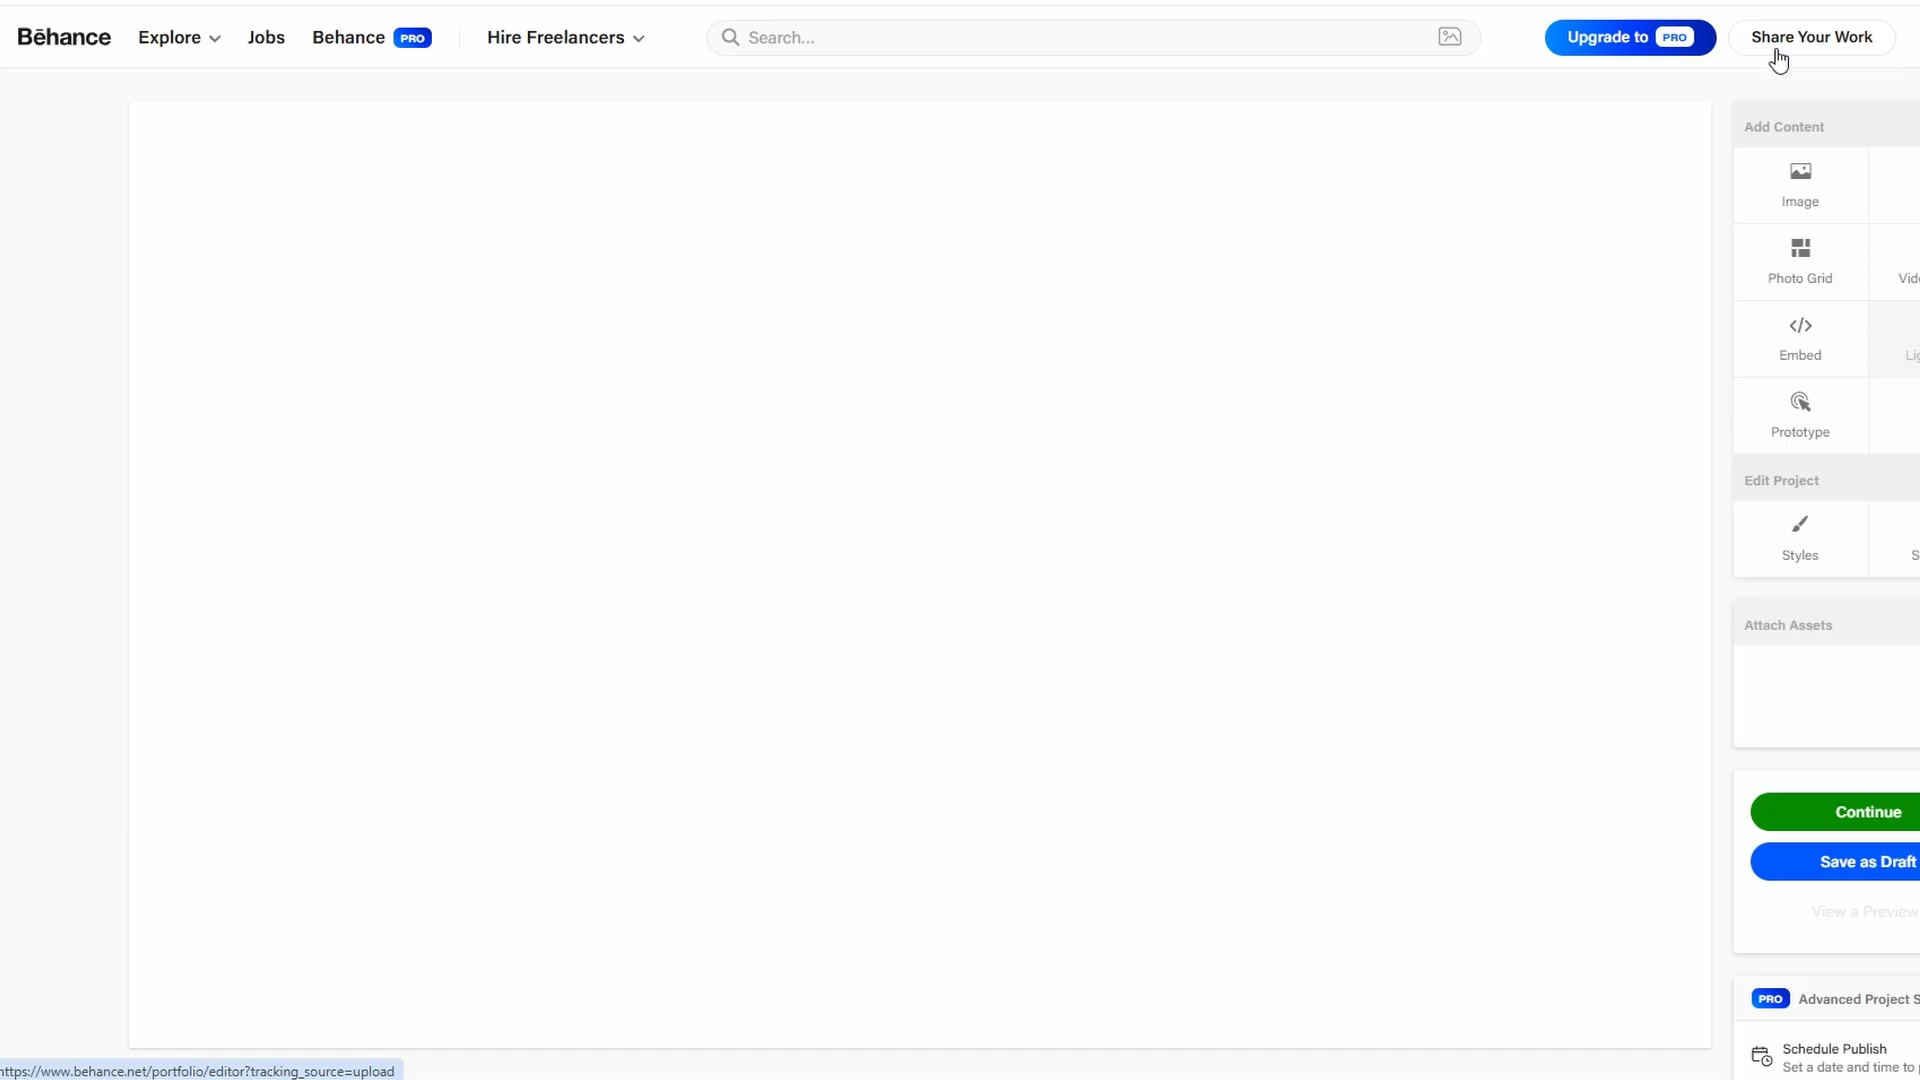 Bēhance Explore Jobs Behance PRO Hire Freelancers Search... Upgrade to PRO Share Your Work
Add Content
Image
Photo Grid
Embed
Prototype
Edit Project
Styles
Attach Assets
Continue
Save as Draft
View a Preview
PRO Advanced Project
Schedule Publish
Set a date and time to
https://www.behance.net/portfolio/editor?tracking_source=upload